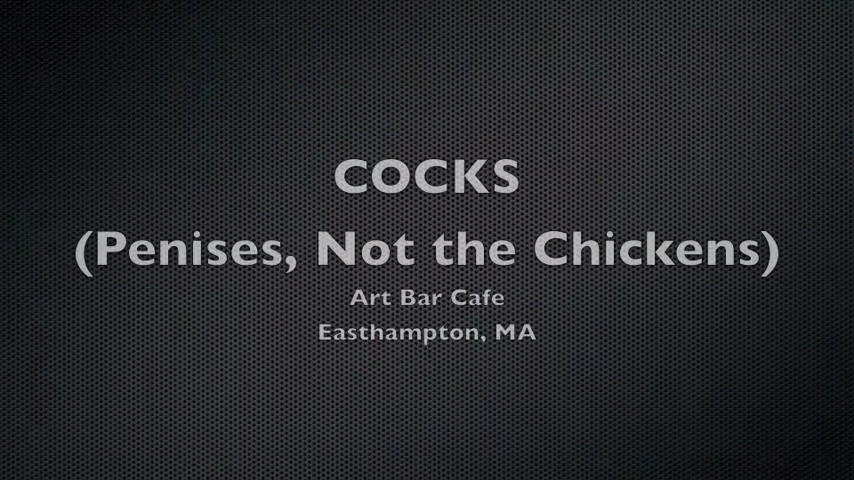 COCKS
(Penises, Not the Chickens)
Art Bar Cafe
Easthampton, MA